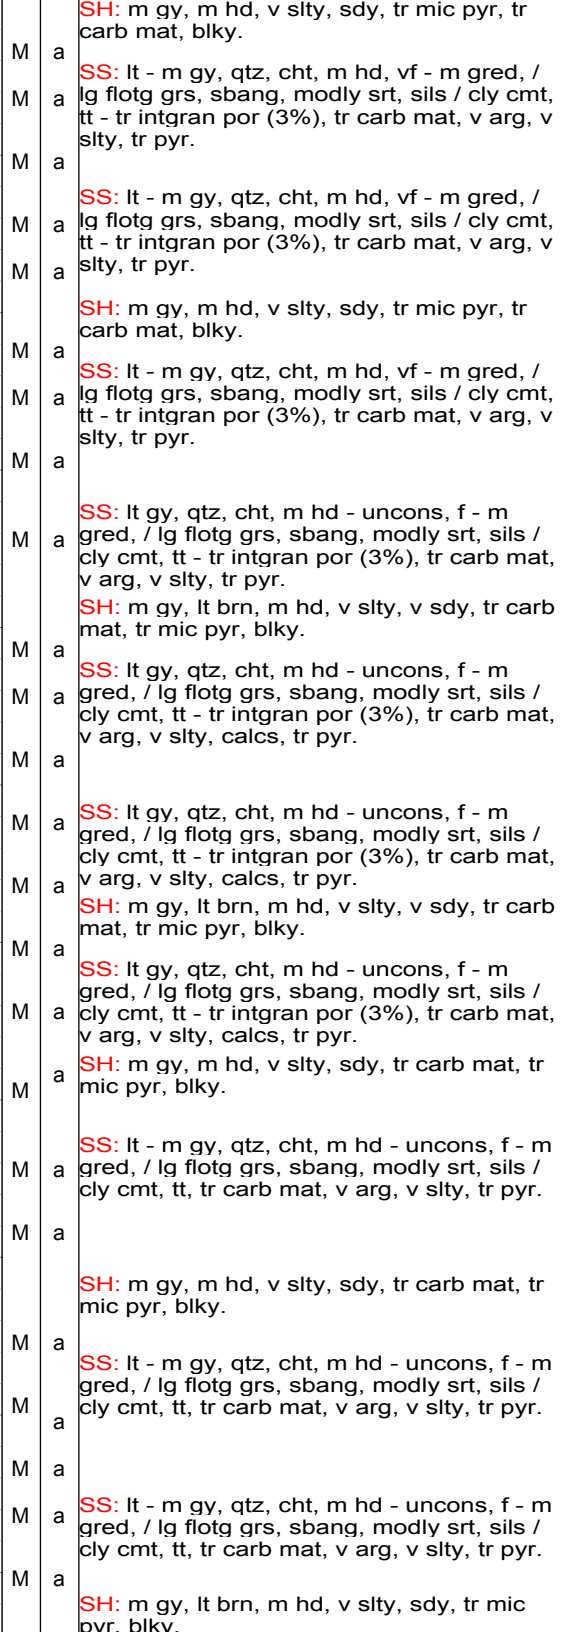 SH: m gy, m hd, v slty, sdy, tr mic pyr, tr
carb mat, blky.
M a
SS: lt - m gy, qtz, cht, m hd, vf - m gred, /
M a lg flotg grs, sbang, modly srt, sils / cly cmt,
tt - tr intgran por (3%), tr carb mat, v arg, v
slty, tr pyr.
M a
SS: lt - m gy, qtz, cht, m hd, vf - m gred, /
M a lg flotg grs, sbang, modly srt, sils / cly cmt,
tt - tr intgran por (3%), tr carb mat, v arg, v
M a slty, tr pyr.
SH: m gy, m hd, v slty, sdy, tr mic pyr, tr
carb mat, blky.
M a
SS: lt - m gy, qtz, cht, m hd, vf - m gred, /
M a lg flotg grs, sbang, modly srt, sils / cly cmt,
tt - tr intgran por (3%), tr carb mat, v arg, v
slty, tr pyr.
M a
SS: lt gy, qtz, cht, m hd - uncons, f - m
M a gred, / lg flotg grs, sbang, modly srt, sils /
cly cmt, tt - tr intgran por (3%), tr carb mat,
v arg, v slty, tr pyr.
SH: m gy, lt brn, m hd, v slty, v sdy, tr carb
mat, tr mic pyr, blky.
M a
SS: lt gy, qtz, cht, m hd - uncons, f - m
M a gred, / lg flotg grs, sbang, modly srt, sils /
cly cmt, tt - tr intgran por (3%), tr carb mat,
v arg, v slty, calcs, tr pyr.
M a
SS: lt gy, qtz, cht, m hd - uncons, f - m
M a gred, / lg flotg grs, sbang, modly srt, sils /
cly cmt, tt - tr intgran por (3%), tr carb mat,
M a v arg, v slty, calcs, tr pyr.
SH: m gy, lt brn, m hd, v slty, v sdy, tr carb
mat, tr mic pyr, blky.
M a
SS: lt gy, qtz, cht, m hd - uncons, f - m
gred, / lg flotg grs, sbang, modly srt, sils /
M a cly cmt, tt - tr intgran por (3%), tr carb mat,
v arg, v slty, calcs, tr pyr.
SH: m gy, m hd, v slty, sdy, tr carb mat, tr
M a mic pyr, blky.
SS: lt - m gy, qtz, cht, m hd - uncons, f - m
M a gred, / lg flotg grs, sbang, modly srt, sils /
cly cmt, tt, tr carb mat, v arg, v slty, tr pyr.
M a
SH: m gy, m hd, v slty, sdy, tr carb mat, tr
mic pyr, blky.
M a
SS: lt - m gy, qtz, cht, m hd - uncons, f - m
gred, / lg flotg grs, sbang, modly srt, sils /
M a cly cmt, tt, tr carb mat, v arg, v slty, tr pyr.
M a
SS: lt - m gy, qtz, cht, m hd - uncons, f - m
M a gred, / lg flotg grs, sbang, modly srt, sils /
cly cmt, tt, tr carb mat, v arg, v slty, tr pyr.
M a
SH: m gy, lt brn, m hd, v slty, sdy, tr mic
pyr, blky.